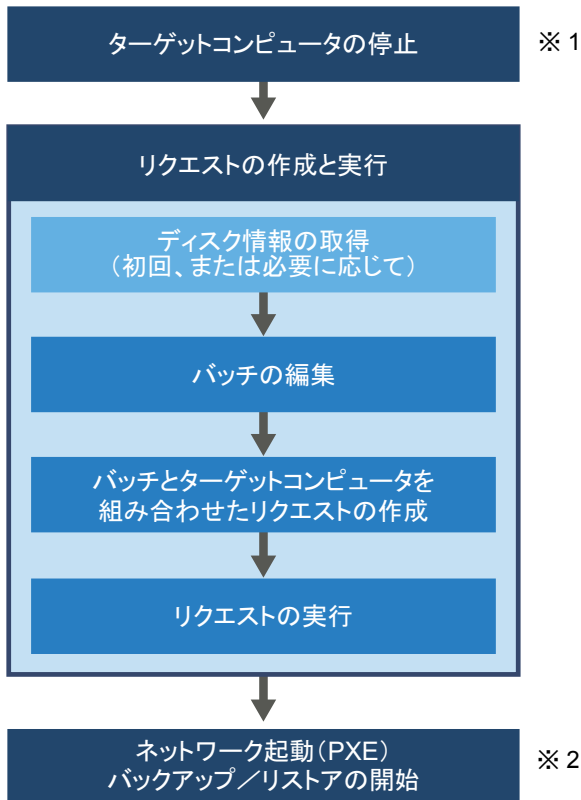 ターゲットコンピュータの停止
※1
リクエストの作成と実行
ディスク情報の取得
（初回、または必要に応じて）
バッチの編集
バッチとターゲットコンピュータを
組み合わせたリクエストの作成
リクエストの実行
ネットワーク起動（PXE）
バックアップ／リストアの開始
※2